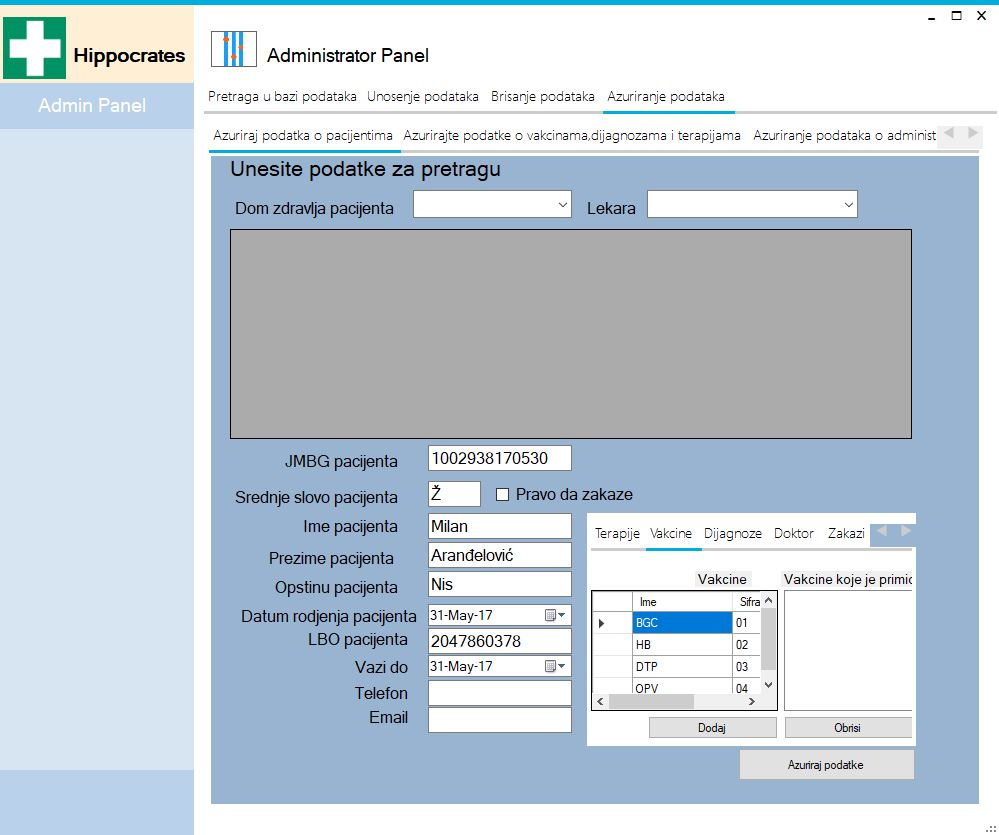 Hippocrates
Administrator Panel
Admin Panel
Pretraga u bazi podataka Unosenje podataka Brisanje podataka Azuriranje podataka
Azuriraj podatka o pacijentima Azurirajte podatke o vakcinama,dijagnozama i terapijama Azuriranje podataka o administ
Unesite podatke za pretragu
Dom zdravlja pacijenta Lekara
JMBG pacijenta 1002938170530
Srednje slovo pacijenta Ž Pravo da zakaze
Ime pacijenta Milan
Prezime pacijenta Aranđelović
Opstinu pacijenta Nis
Datum rodjenja pacijenta 31-May-17
LBO pacijenta 2047860378
Vazi do 31-May-17
Telefon
Email
Terapije Vakcine Dijagnoze Doktor Zakazi
Vakcine Vakcine koje je primio
Ime Sifra
BGC 01
HB 02
DTP 03
OPV 04
Dodaj Obrisi
Azuriraj podatke